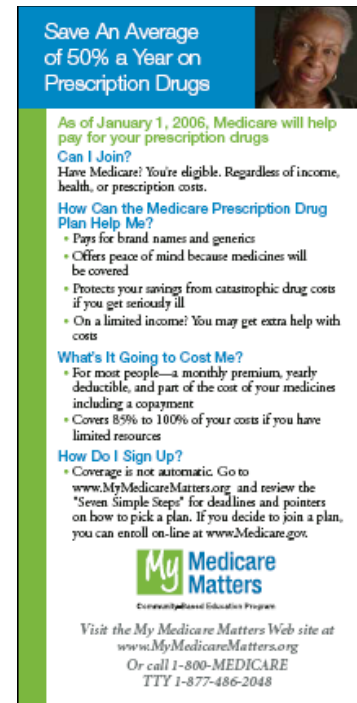 Save An Average
of 50% a Year on
Prescription Drugs
As of January 1, 2006, Medicare will help
pay for your prescription drugs
Can I Join?
Have Medicare? You're eligible. Regardless of income,
health, or prescription costs.
How Can the Medicare Prescription Drug
Plan Help Me?
• Pays for brand names and generics
• Offers peace of mind because medicines will
be covered
• Protects your savings from catastrophic drug costs
if you get seriously ill
• On a limited income? You may get extra help with
costs
What's It Going to Cost Me?
• For most people—a monthly premium, yearly
deductible, and part of the cost of your medicines
including a copayment
• Covers 85% to 100% of your costs if you have
limited resources
How Do I Sign Up?
• Coverage is not automatic. Go to
www.MyMedicareMatters.org and review the
"Seven Simple Steps" for deadlines and pointers
on how to pick a plan. If you decide to join a plan,
you can enroll on-line at www.Medicare.gov.
My Medicare
Matters
Community-Based Education Program
Visit the My Medicare Matters Web site at
www.MyMedicareMatters.org
Or call 1-800-MEDICARE
TTY 1-877-486-2048